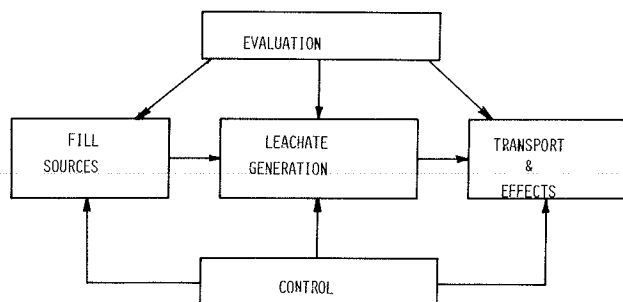 EVALUATION
FILL
SOURCES
LEACHATE
GENERATION
TRANSPORT
&
EFFECTS
CONTROL